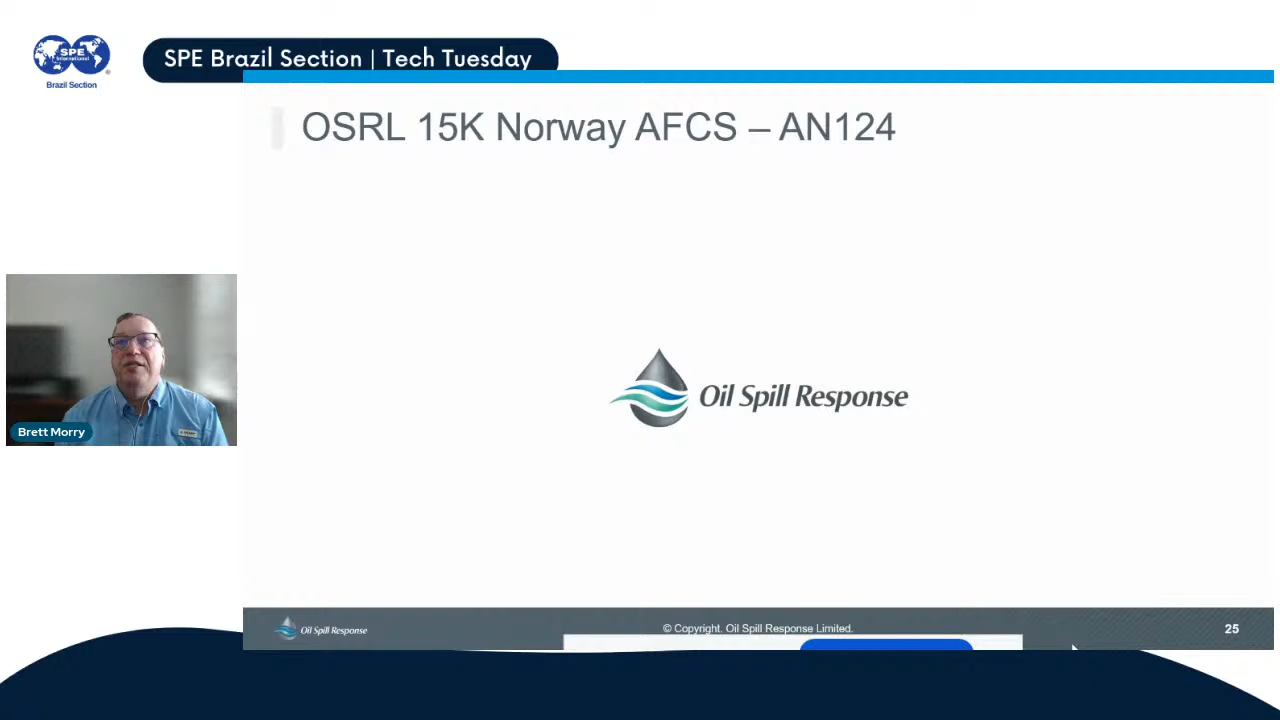 SPE
International
Brazil Section
SPE Brazil Section | Tech Tuesday
OSRL 15K Norway AFCS – AN124
Oil Spill Response
Brett Morry
Oil Spill Response
© Copyright. Oil Spill Response Limited.
25